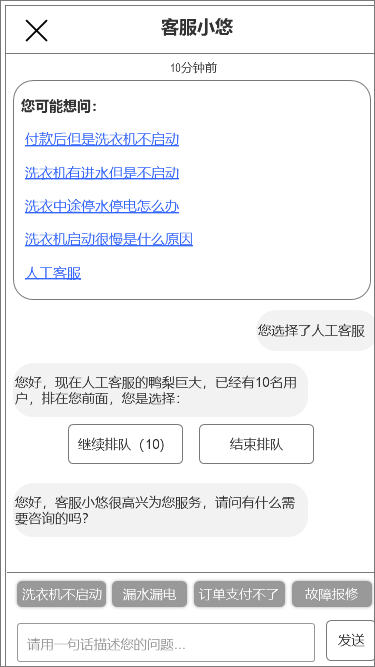 客服小悠
10分钟前
您可能想问：
付款后但是洗衣机不启动
洗衣机有进水但是不启动
洗衣中途停水停电怎么办
洗衣机启动很慢是什么原因
人工客服
您选择了人工客服
您好，现在人工客服的鸭梨巨大，已经有10名用
户，排在您前面，您是选择：
继续排队（10）
结束排队
您好，客服小悠很高兴为您服务，请问有什么需
要咨询的吗？
洗衣机不启动
漏水漏电
订单支付不了
故障报修
请用一句话描述您的问题...
发送